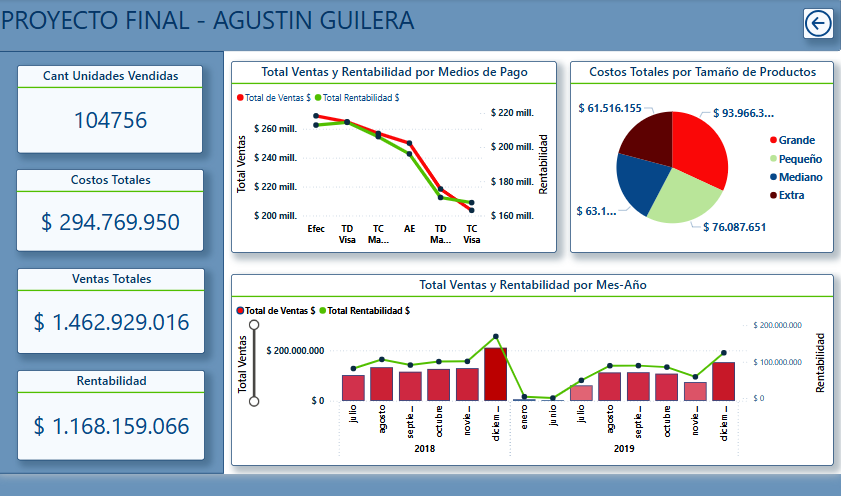 PROYECTO FINAL - AGUSTIN GUILERA
Cant Unidades Vendidas
104756
Costos Totales
$ 294.769.950
Ventas Totales
$ 1.462.929.016
Rentabilidad
$ 1.168.159.066
Total Ventas y Rentabilidad por Medios de Pago
Total de Ventas $ Total Rentabilidad $
Total Ventas
$ 260 mill.
$ 240 mill.
$ 220 mill.
$ 200 mill.
$ 220 mill.
$ 200 mill.
$ 180 mill.
$ 160 mill.
Rentabilidad
Efec TD Visa TC Ma... AE TD Ma... TC Visa
Costos Totales por Tamaño de Productos
$ 61.516.155
$ 93.966.3...
$ 63.1...
$ 76.087.651
Grande
Pequeño
Mediano
Extra
Total Ventas y Rentabilidad por Mes-Año
Total de Ventas $ Total Rentabilidad $
Total Ventas
$ 200.000.000
$ 0
$ 200.000.000
$ 100.000.000
$ 0
Rentabilidad
julio agosto septie... octubre novie... diciem... enero junio julio agosto septie... octubre novie... diciem...
2018 2019